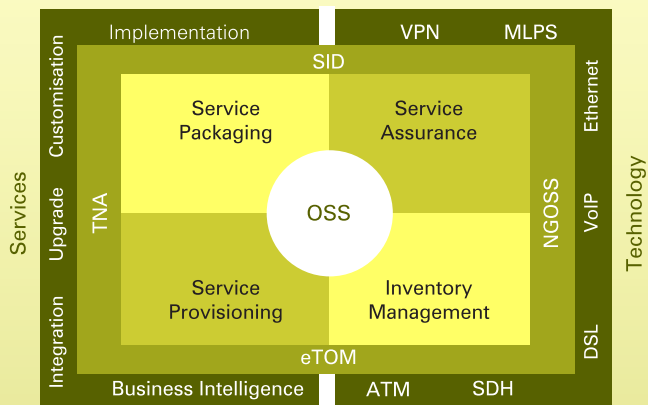 Implementation
VPN
MLPS
SID
Customisation
Ethernet
Service
Packaging
Service
Assurance
Services
Upgrade
TNA
OSS
NGOSS
VoIP
Technology
Service
Provisioning
Inventory
Management
Integration
DSL
eTOM
Business Intelligence
ATM
SDH